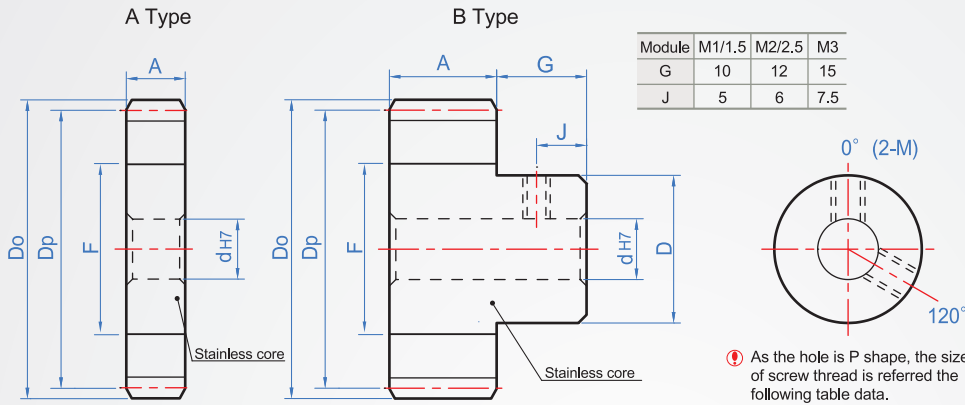 A Type
B Type
A
Do
Dp
F
dH7
Stainless core
A
G
J
Do
Dp
F
dH7
D
Stainless core
Module M1/1.5 M2/2.5 M3
G 10 12 15
J 5 6 7.5
0° (2-M)
120°
As the hole is P shape, the size
of screw thread is referred the
following table data.